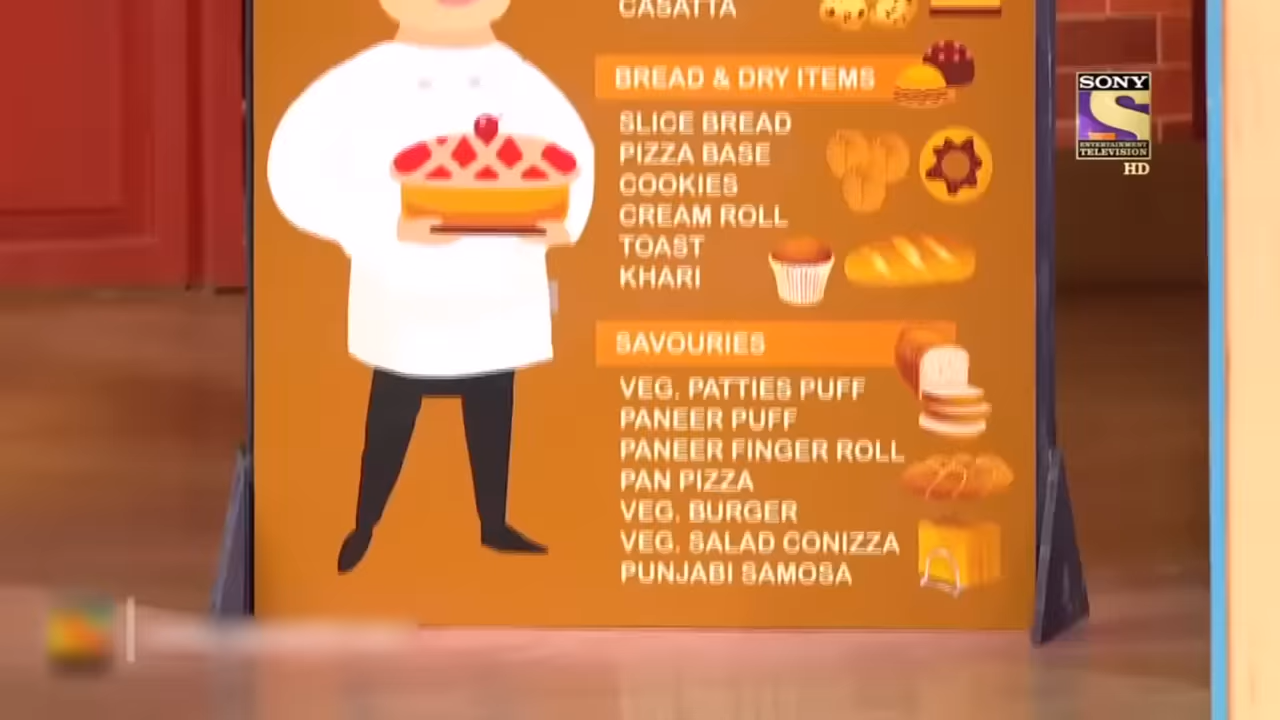 CASATTA
BREAD & DRY ITEMS
SLICE BREAD
PIZZA BASE
COOKIES
CREAM ROLL
TOAST
KHARI
SAVOURIES
VEG. PATTIES PUFF
PANEER PUFF
PANEER FINGER ROLL
PAN PIZZA
VEG. BURGER
VEG. SALAD CONIZZA
PUNJABI SAMOSA
SONY
ENTERTAINMENT
TELEVISION
HD